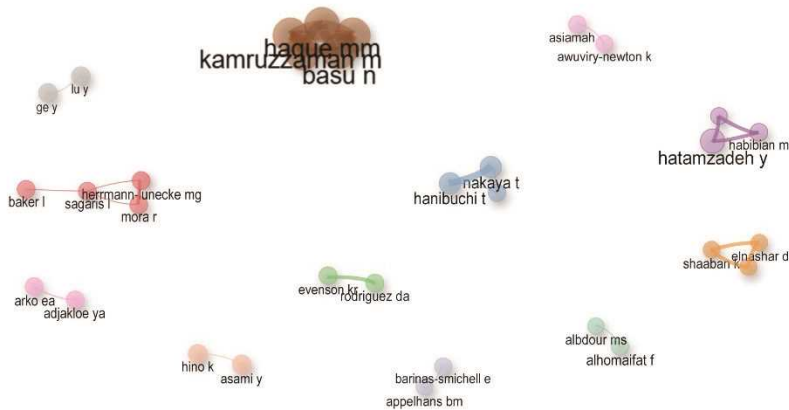 haque mm
kamruzzaman m
basu n
asiamah
awuviry-newton k
lu y
ge y
habibian m
hatamzadeh y
nakaya t
hanibuchi t
herrmann-lunecke mg
baker l
sagaris l
mora r
elnashar d
shaaban k
arko ea
adjakloe ya
evenson kr
rodriguez da
albdour ms
alhomaifat f
hino k
asami y
barinas-smichell e
appelhans bm